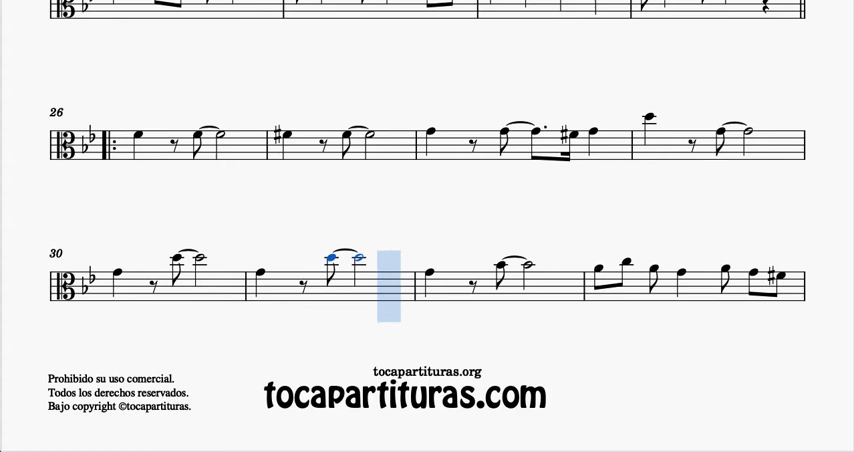 26
30
tocapartituras.org
tocapartituras.com
Prohibido su uso comercial.
Todos los derechos reservados.
Bajo copyright ©tocapartituras.